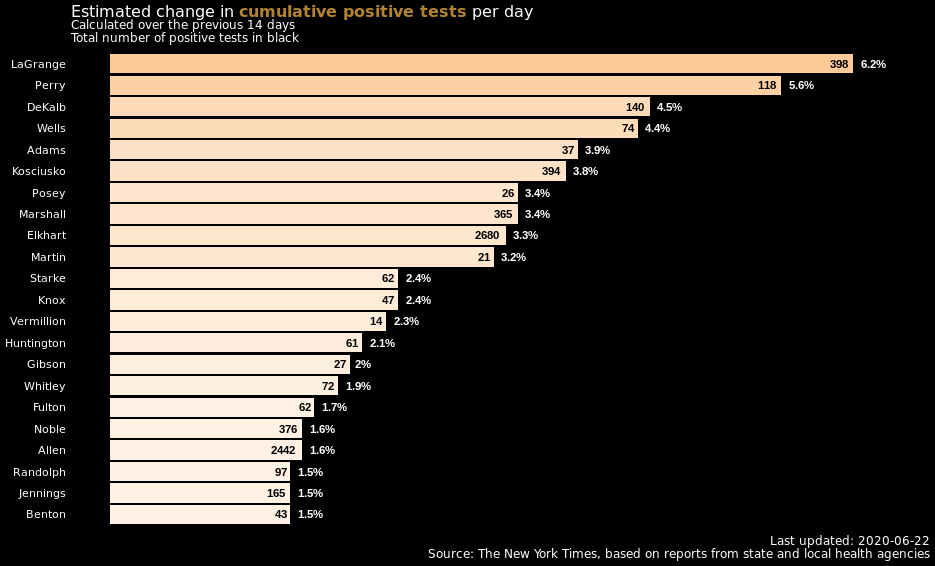 Estimated change in cumulative positive tests per day
Calculated over the previous 14 days
Total number of positive tests in black
LaGrange 398 6.2%
Perry 118 5.6%
DeKalb 140 4.5%
Wells 74 4.4%
Adams 37 3.9%
Kosciusko 394 3.8%
Posey 26 3.4%
Marshall 365 3.4%
Elkhart 2680 3.3%
Martin 21 3.2%
Starke 62 2.4%
Knox 47 2.4%
Vermillion 14 2.3%
Huntington 61 2.1%
Gibson 27 2%
Whitley 72 1.9%
Fulton 62 1.7%
Noble 376 1.6%
Allen 2442 1.6%
Randolph 97 1.5%
Jennings 165 1.5%
Benton 43 1.5%
Last updated: 2020-06-22
Source: The New York Times, based on reports from state and local health agencies